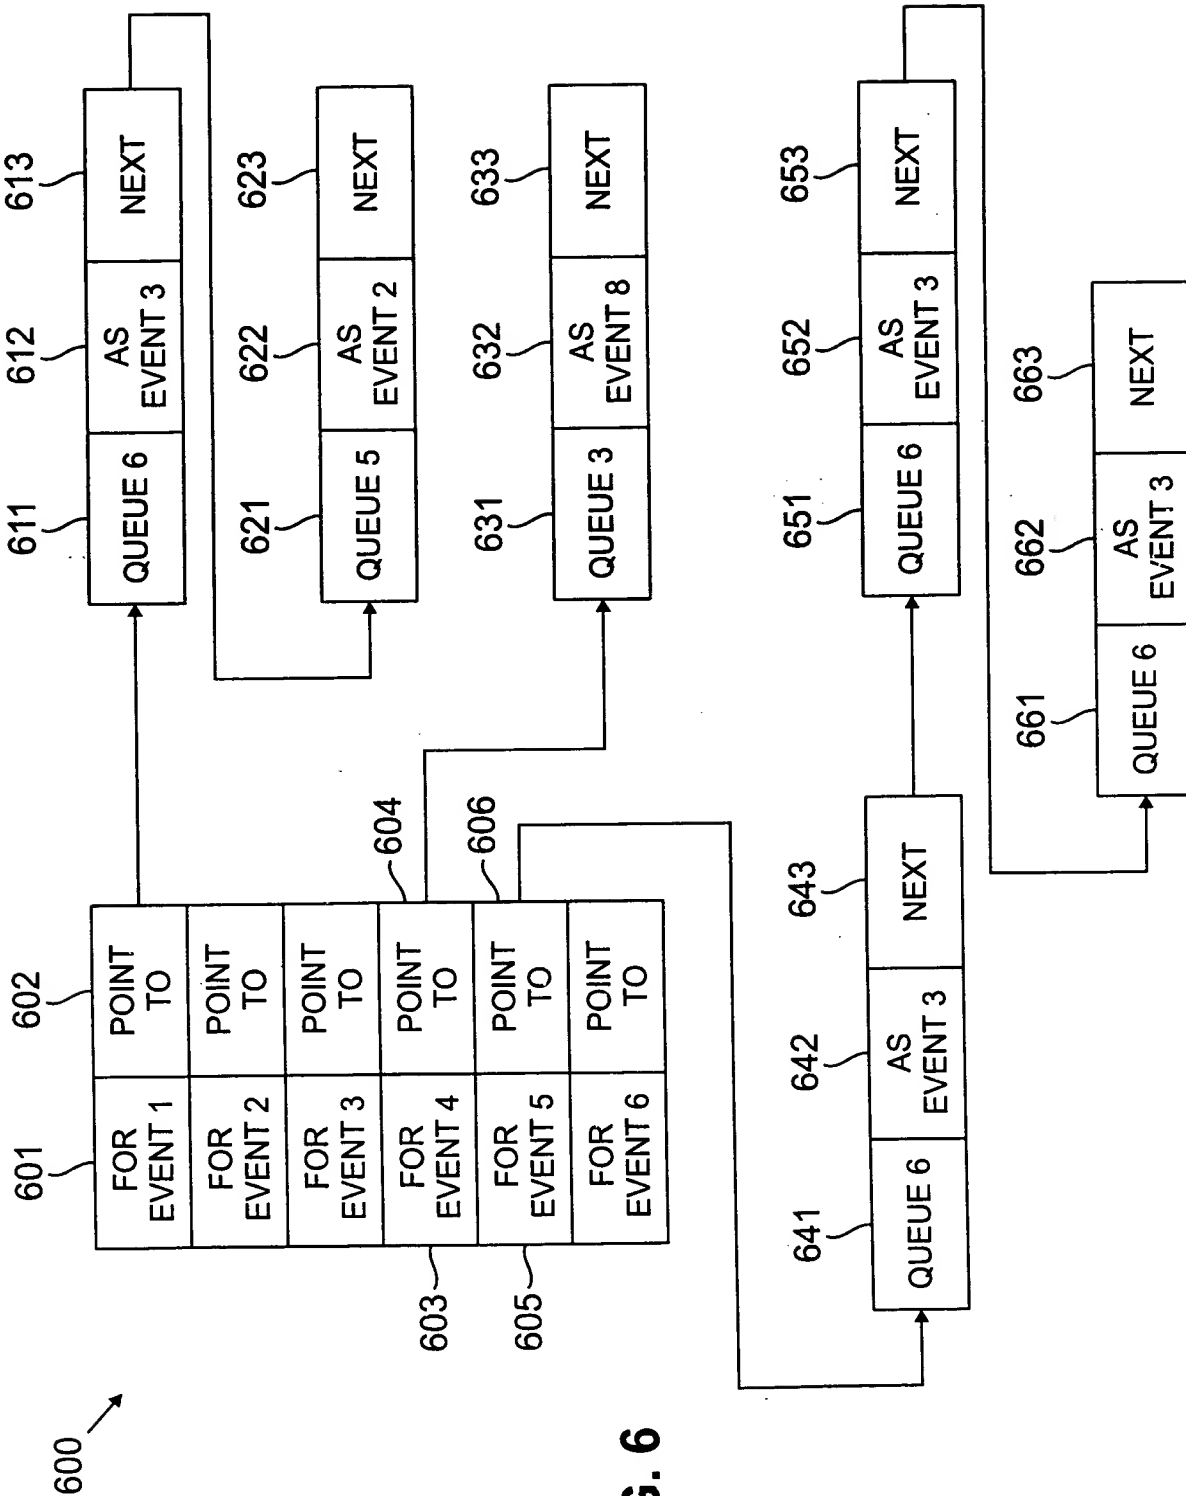 600
601
602
FOR
EVENT 1
POINT
TO
FOR
EVENT 2
POINT
TO
FOR
EVENT 3
POINT
TO
603
FOR
EVENT 4
POINT
TO
604
605
FOR
EVENT 5
POINT
TO
606
FOR
EVENT 6
POINT
TO
611
612
613
QUEUE 6
AS
EVENT 3
NEXT
621
622
623
QUEUE 5
AS
EVENT 2
NEXT
631
632
633
QUEUE 3
AS
EVENT 8
NEXT
641
642
643
QUEUE 6
AS
EVENT 3
NEXT
651
652
653
QUEUE 6
AS
EVENT 3
NEXT
661
662
663
QUEUE 6
AS
EVENT 3
NEXT
G. 6